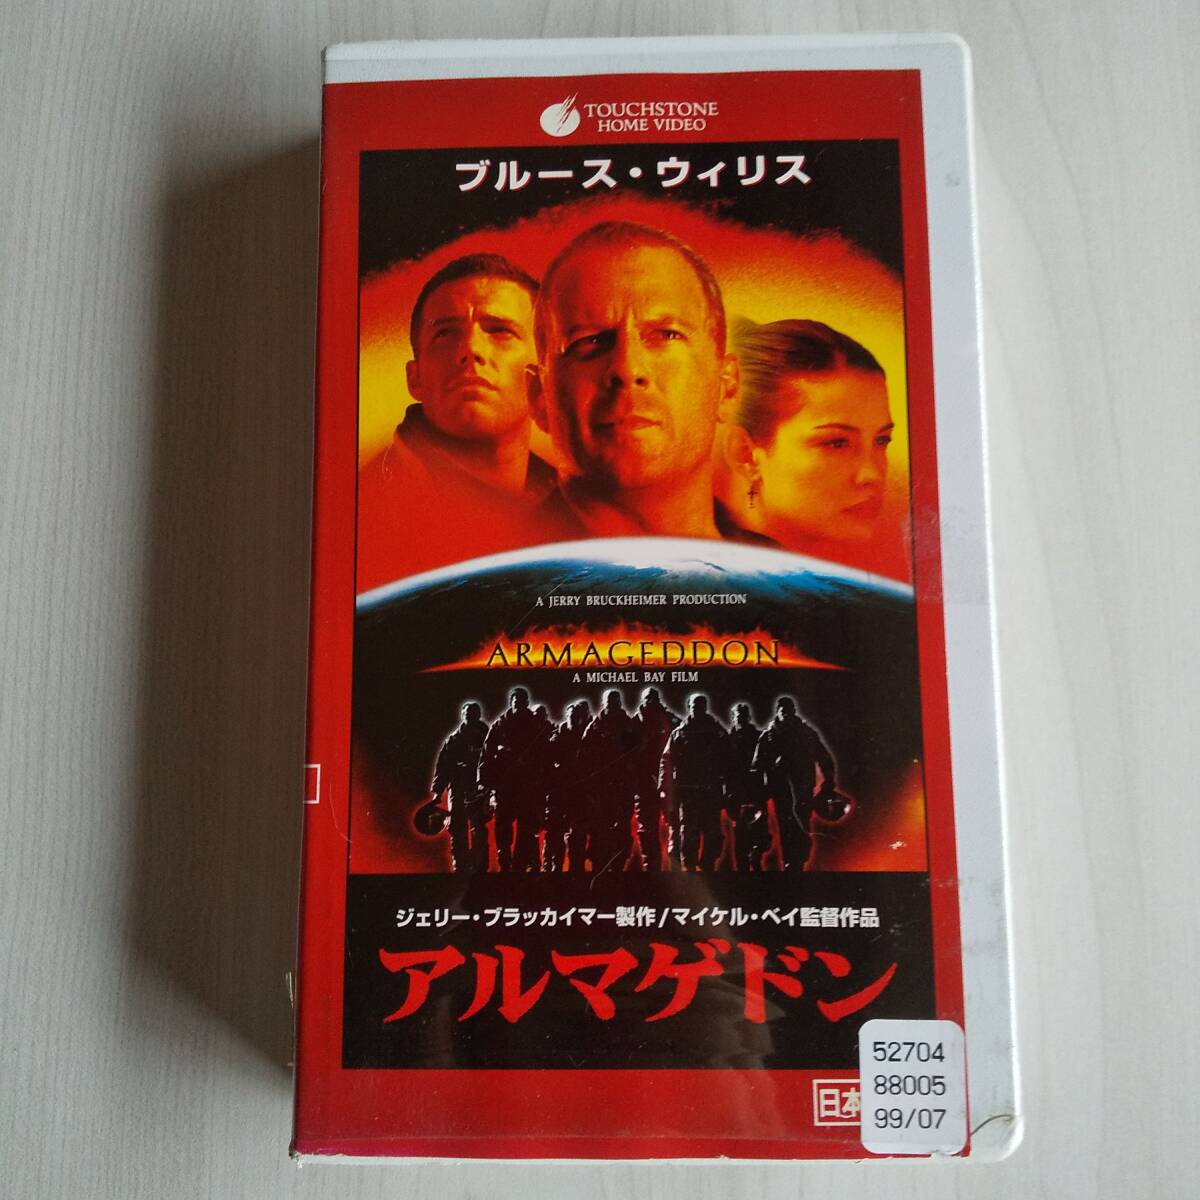 TOUCHSTONE
HOME VIDEO
ブルース・ウィリス
A JERRY BRUCKHEIMER PRODUCTION
ARMAGEDDON
A MICHAEL BAY FILM
ジェリー・ブラッカイマー製作/マイケル・ベイ監督作品
アルマゲドン
日本
52704
88005
99/07